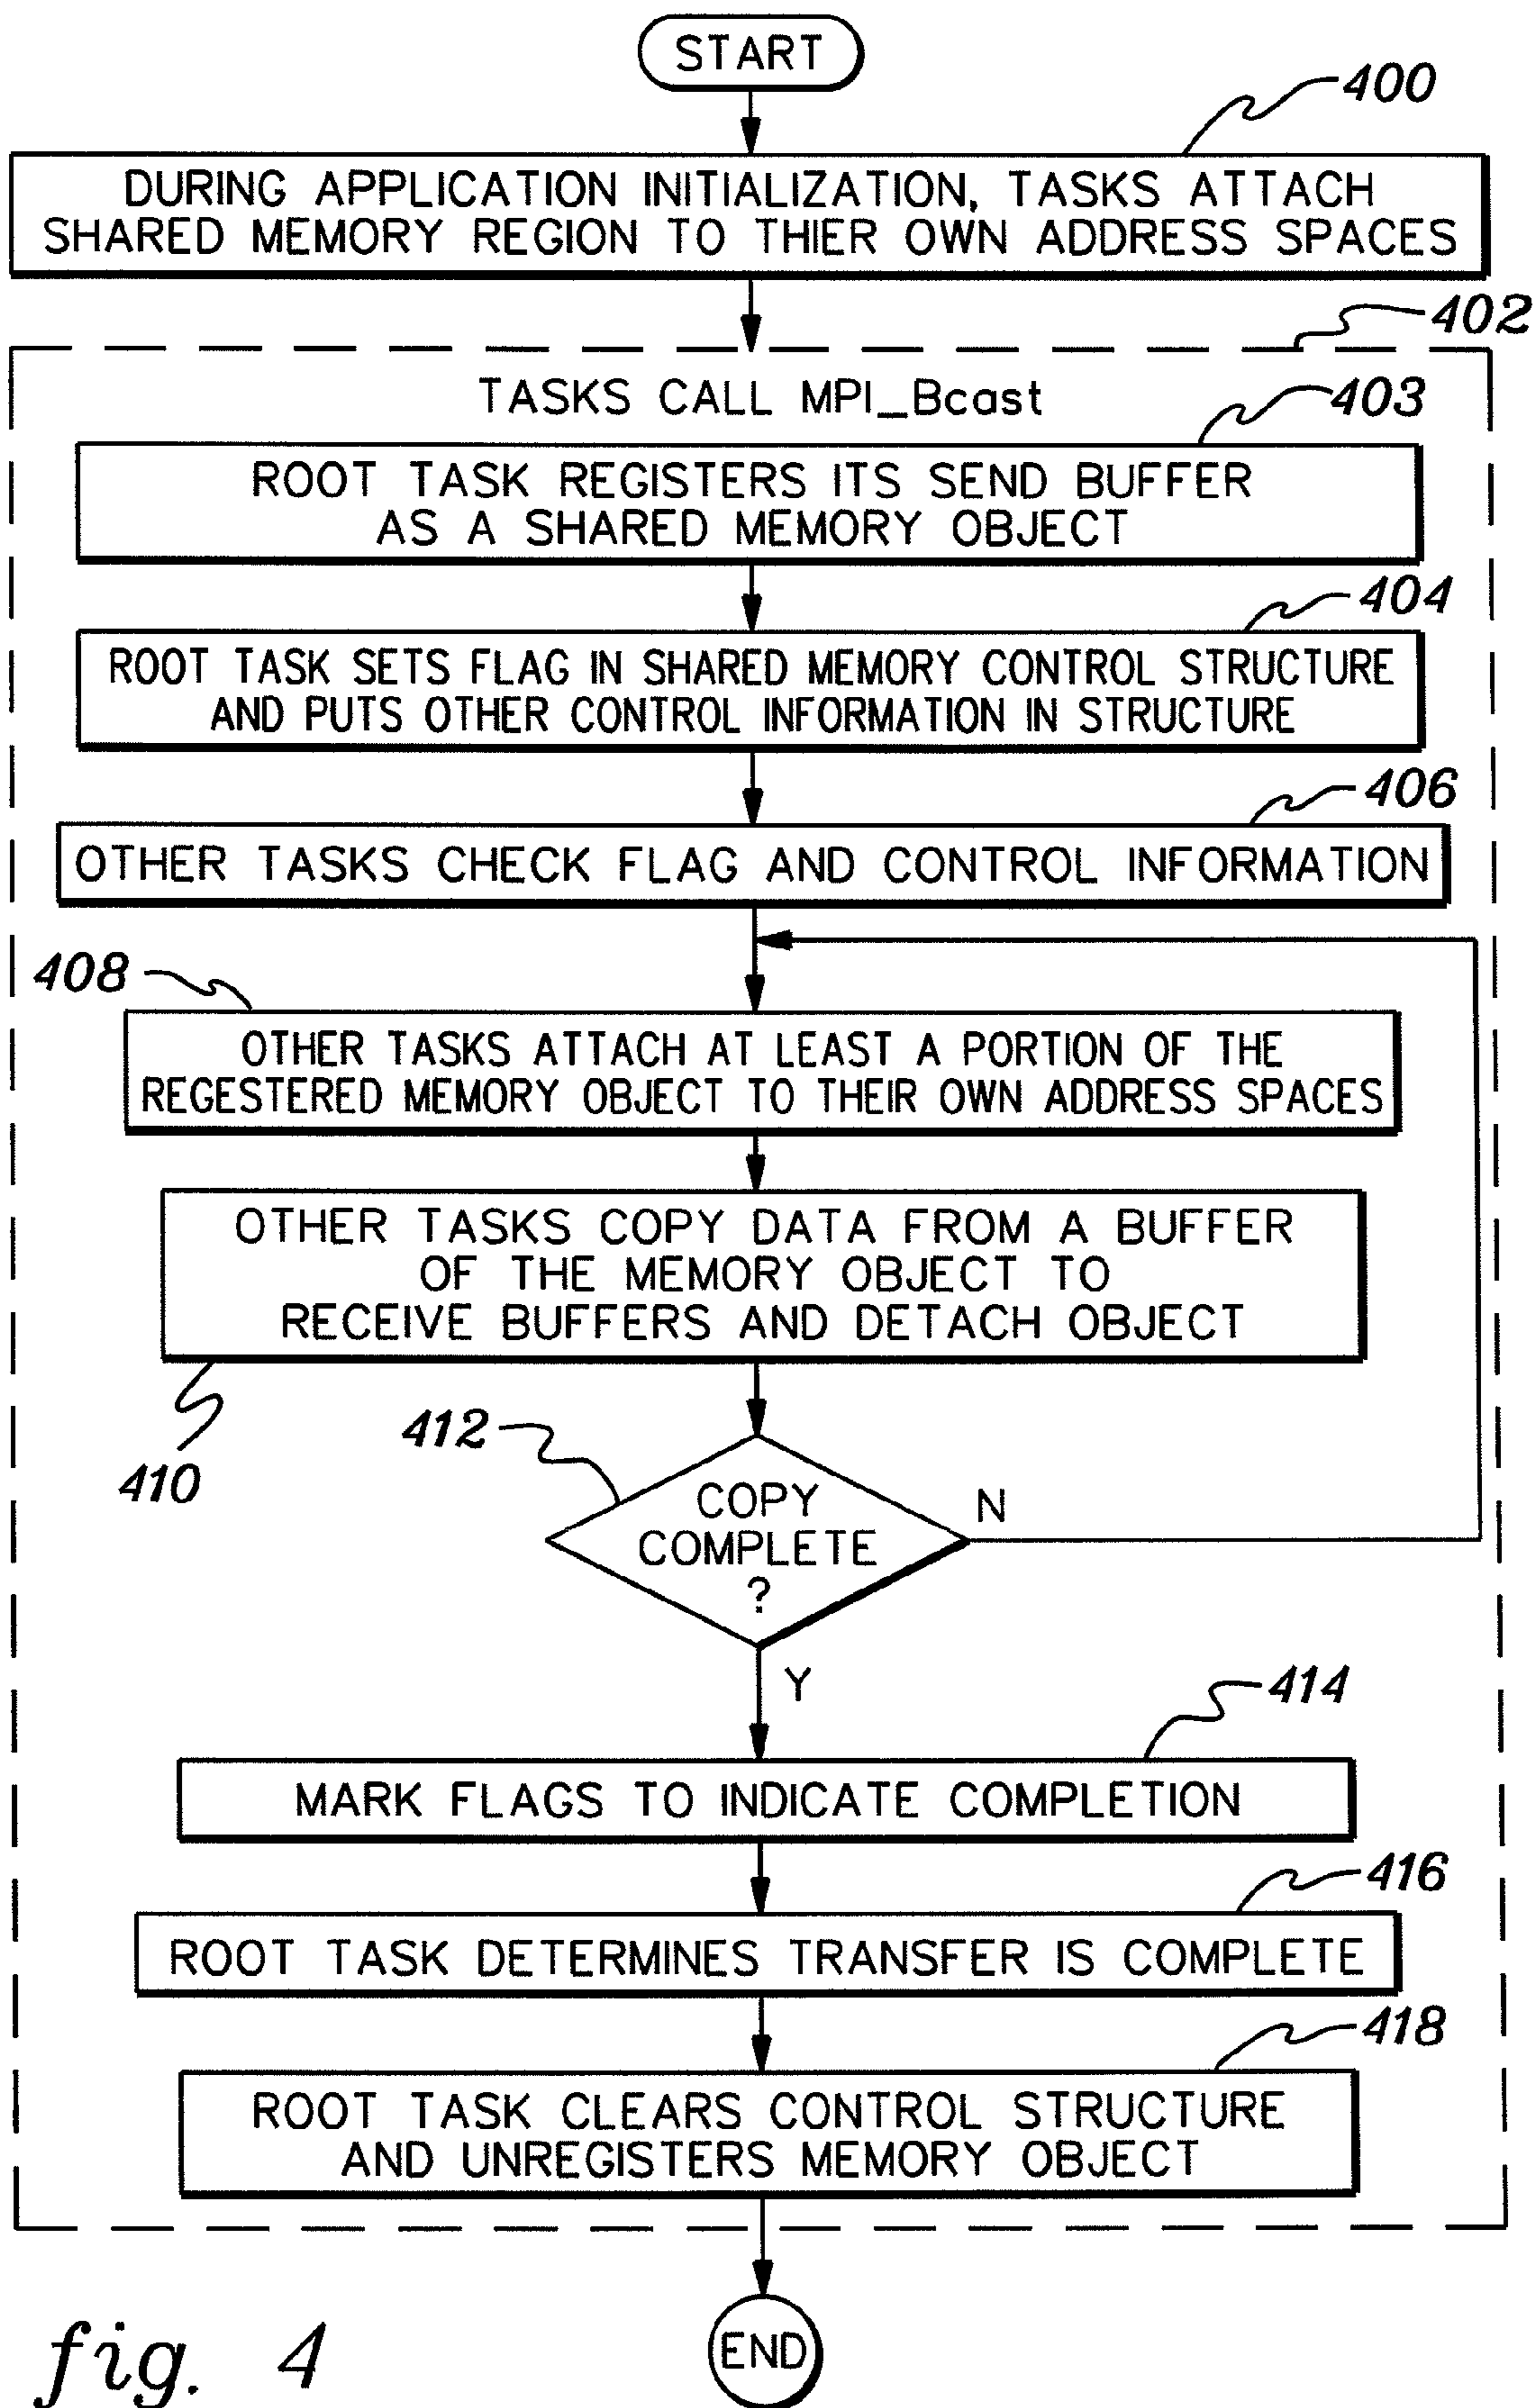 START
400
DURING APPLICATION INITIALIZATION, TASKS ATTACH
SHARED MEMORY REGION TO THIER OWN ADDRESS SPACES
402
TASKS CALL MPI_Bcast
403
ROOT TASK REGISTERS ITS SEND BUFFER
AS A SHARED MEMORY OBJECT
404
ROOT TASK SETS FLAG IN SHARED MEMORY CONTROL STRUCTURE
AND PUTS OTHER CONTROL INFORMATION IN STRUCTURE
406
OTHER TASKS CHECK FLAG AND CONTROL INFORMATION
408
OTHER TASKS ATTACH AT LEAST A PORTION OF THE
REGESTERED MEMORY OBJECT TO THEIR OWN ADDRESS SPACES
OTHER TASKS COPY DATA FROM A BUFFER
OF THE MEMORY OBJECT TO
RECEIVE BUFFERS AND DETACH OBJECT
410
412
COPY
COMPLETE
?
N
Y
414
MARK FLAGS TO INDICATE COMPLETION
416
ROOT TASK DETERMINES TRANSFER IS COMPLETE
418
ROOT TASK CLEARS CONTROL STRUCTURE
AND UNREGISTERS MEMORY OBJECT
END
fig. 4